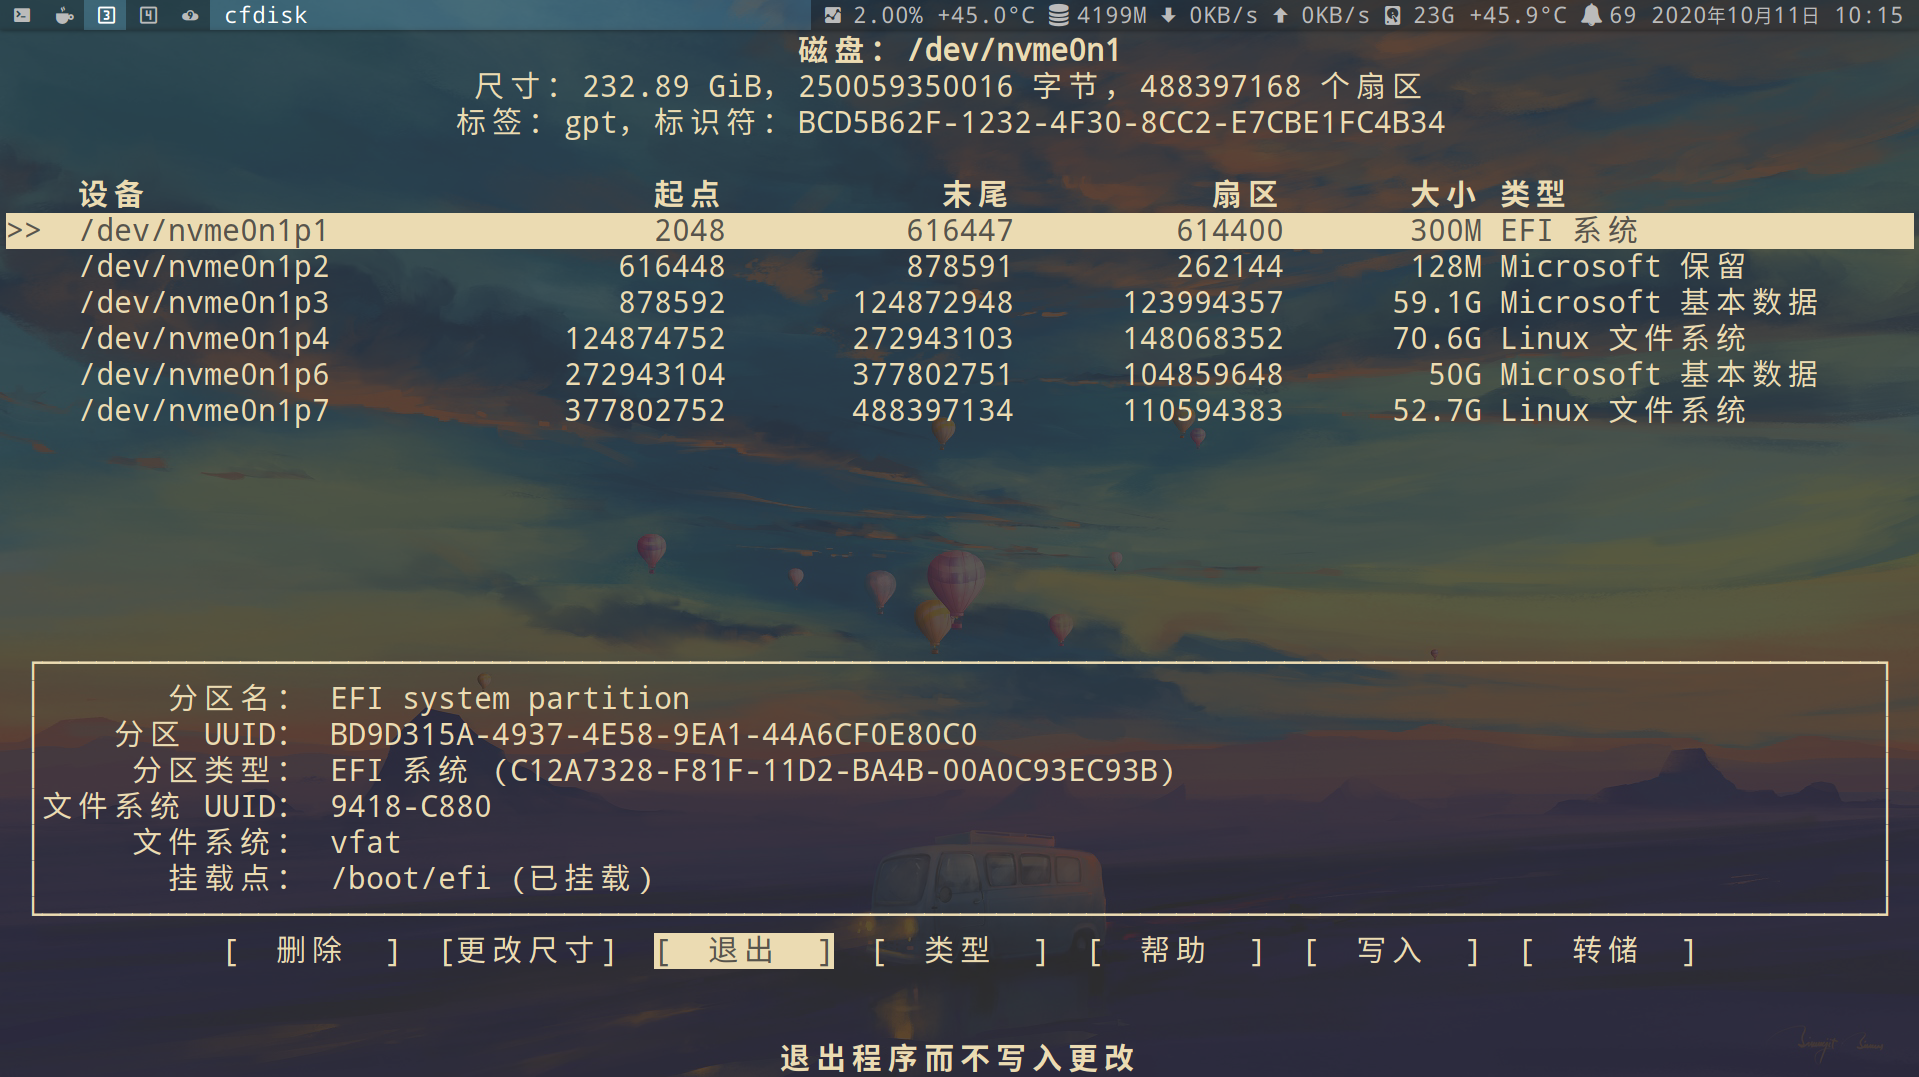 3 4 cfdisk 2.00% +45.0°C 4199M 0KB/s 0KB/s 23G +45.9°C 69 2020年10月11日 10:15
磁盘：/dev/nvme0n1
尺寸：232.89 GiB，250059350016 字节，488397168 个扇区
标签：gpt，标识符：BCD5B62F-1232-4F30-8CC2-E7CBE1FC4B34
设备 起点 末尾 扇区 大小 类型
>> /dev/nvme0n1p1 2048 616447 614400 300M EFI 系统
/dev/nvme0n1p2 616448 878591 262144 128M Microsoft 保留
/dev/nvme0n1p3 878592 124872948 123994357 59.1G Microsoft 基本数据
/dev/nvme0n1p4 124874752 272943103 148068352 70.6G Linux 文件系统
/dev/nvme0n1p6 272943104 377802751 104859648 50G Microsoft 基本数据
/dev/nvme0n1p7 377802752 488397134 110594383 52.7G Linux 文件系统
分区名： EFI system partition
分区 UUID： BD9D315A-4937-4E58-9EA1-44A6CF0E80C0
分区类型： EFI 系统 (C12A7328-F81F-11D2-BA4B-00A0C93EC93B)
文件系统 UUID： 9418-C880
文件系统： vfat
挂载点： /boot/efi (已挂载)
[ 删除 ] [更改尺寸] [ 退出 ] [ 类型 ] [ 帮助 ] [ 写入 ] [ 转储 ]
退出程序而不写入更改